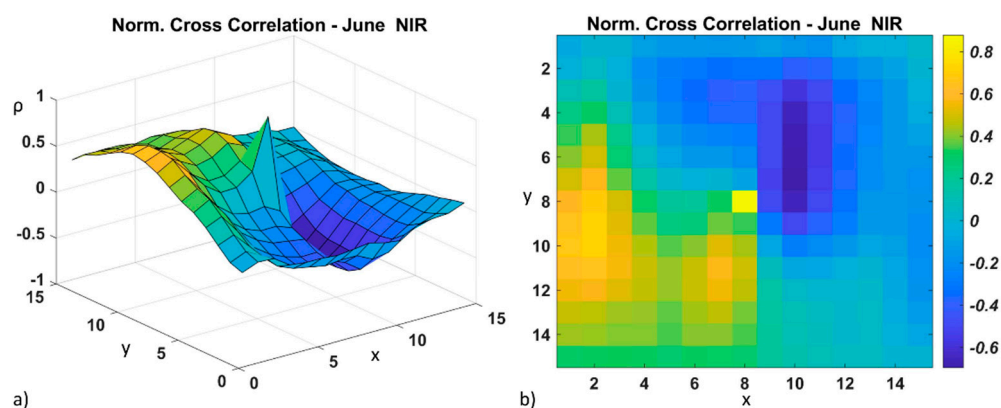 Norm. Cross Correlation - June NIR
ρ
1
0.5
0
-0.5
-1
15
10
5
0
y
0
5
10
15
x
a)
Norm. Cross Correlation - June NIR
2
4
6
8
10
12
14
y
2 4 6 8 10 12 14
x
0.8
0.6
0.4
0.2
0
-0.2
-0.4
-0.6
b)